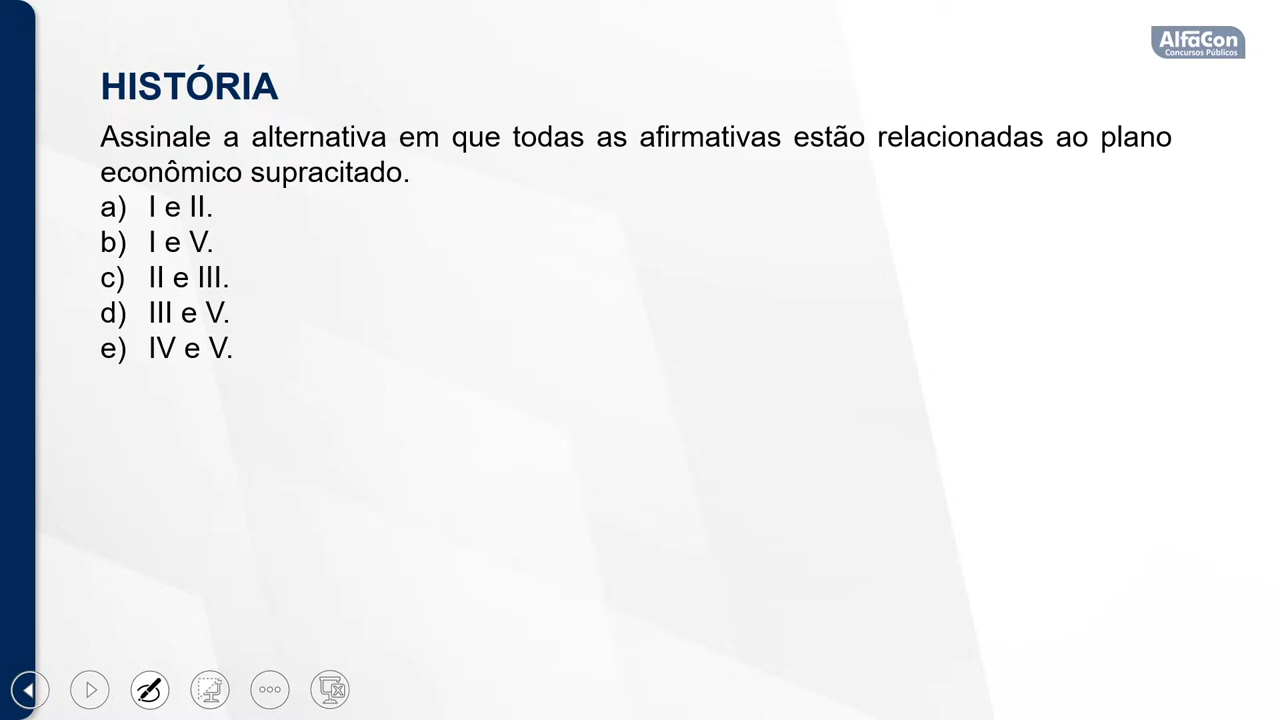 AlfaCon
Concursos Públicos
HISTÓRIA
Assinale a alternativa em que todas as afirmativas estão relacionadas ao plano
econômico supracitado.
a) I e II.
b) I e V.
c) II e III.
d) III e V.
e) IV e V.